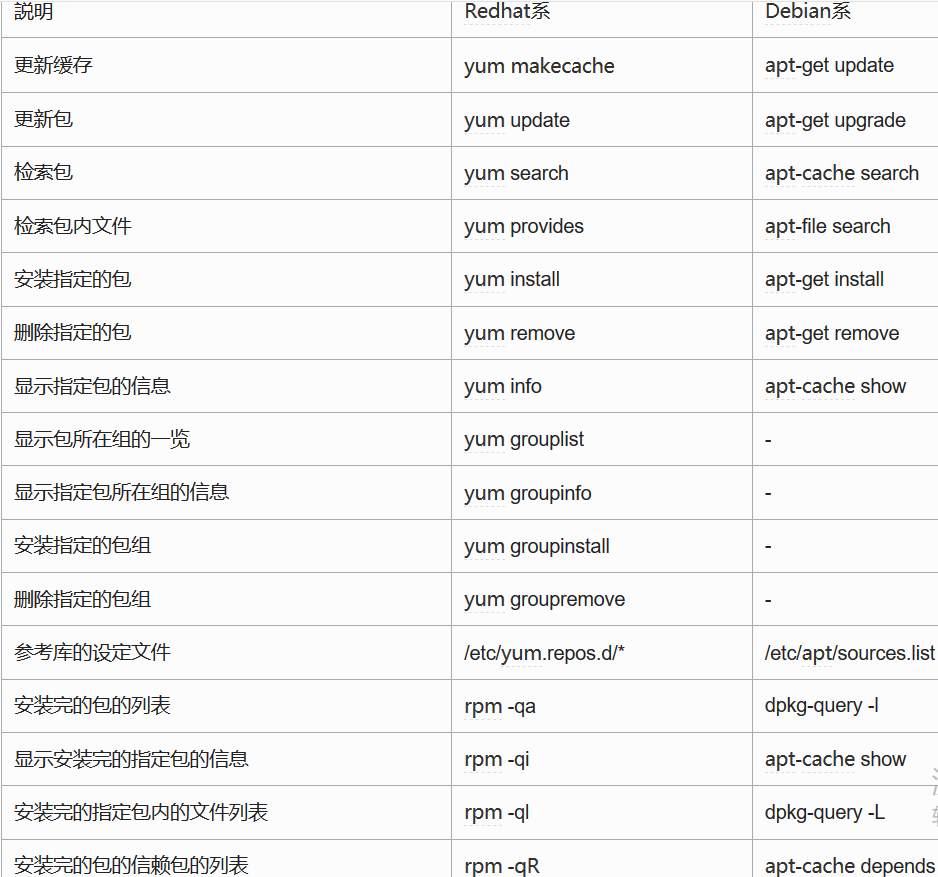 説明 Redhat系 Debian系
更新缓存 yum makecache apt-get update
更新包 yum update apt-get upgrade
检索包 yum search apt-cache search
检索包内文件 yum provides apt-file search
安装指定的包 yum install apt-get install
删除指定的包 yum remove apt-get remove
显示指定包的信息 yum info apt-cache show
显示包所在组的一览 yum grouplist -
显示指定包所在组的信息 yum groupinfo -
安装指定的包组 yum groupinstall -
删除指定的包组 yum groupremove -
参考库的设定文件 /etc/yum.repos.d/* /etc/apt/sources.list
安装完的包的列表 rpm -qa dpkg-query -l
显示安装完的指定包的信息 rpm -qi apt-cache show
安装完的指定包内的文件列表 rpm -ql dpkg-query -L
安装完的包的信赖包的列表 rpm -qR apt-cache depends